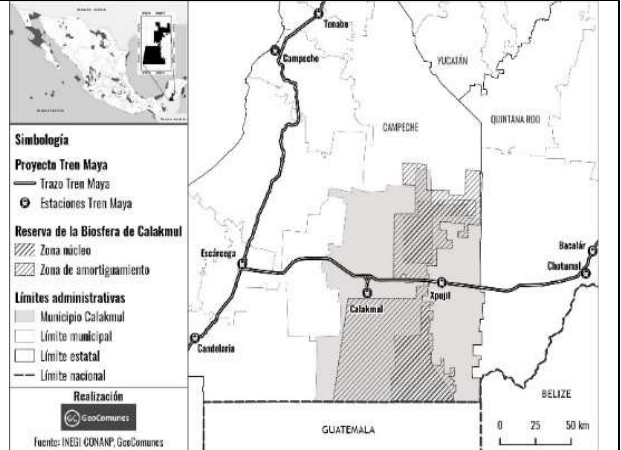 Simbología
Proyecto Tren Maya
Trazo Tren Maya
Estaciones Tren Maya
Reserva de la Biosfera de Calakmul
Zona núcleo
Zona de amortiguamiento
Límites administrativas
Municipio Calakmul
Límite municipal
Límite estatal
Límite nacional
Realización
GC GeoComunes
Fuente: INEGI CONANP, GeoComunes
Tenabo
Campeche
YUCATÁN
CAMPECHE
QUINTANA ROO
Escárcega
Bacalár
Chetumal
Xpujil
Calakmul
Candelaria
BELIZE
GUATEMALA
0 25 50 km